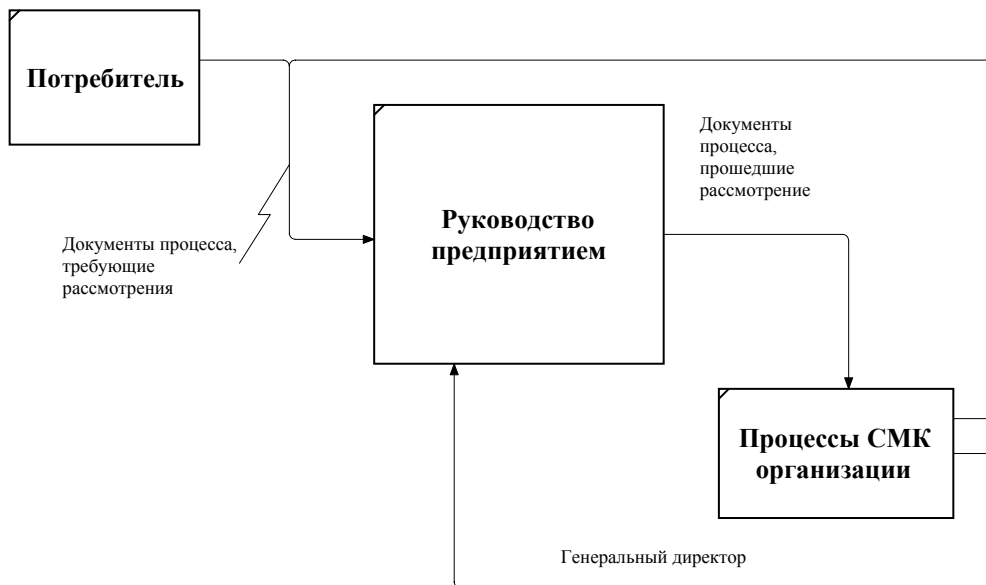 Потребитель
Документы
процесса,
прошедшие
рассмотрение
Руководство
предприятием
Документы процесса,
требующие
рассмотрения
Процессы СМК
организации
Генеральный директор